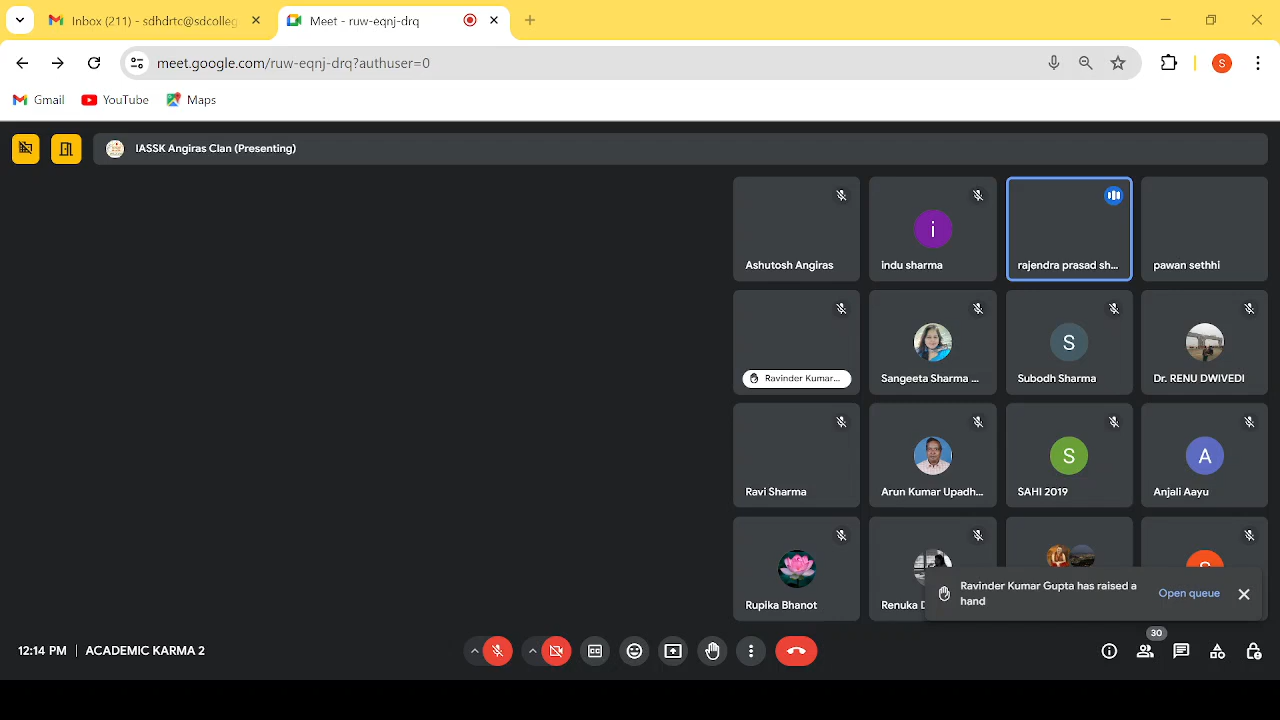 Inbox (211) - sdhdrtc@sdcolleg
Meet - ruw-eqnj-drq
meet.google.com/ruw-eqnj-drq?authuser=0
S
Gmail
YouTube
Maps
IASSK Angiras Clan (Presenting)
Ashutosh Angiras
i
indu sharma
rajendra prasad sh...
pawan sethhi
Ravinder Kumar...
Sangeeta Sharma ...
S
Subodh Sharma
Dr. RENU DWIVEDI
Ravi Sharma
Arun Kumar Upadh...
S
SAHI 2019
A
Anjali Aayu
Rupika Bhanot
Renuka
Ravinder Kumar Gupta has raised a
hand
Open queue
12:14 PM
ACADEMIC KARMA 2
30